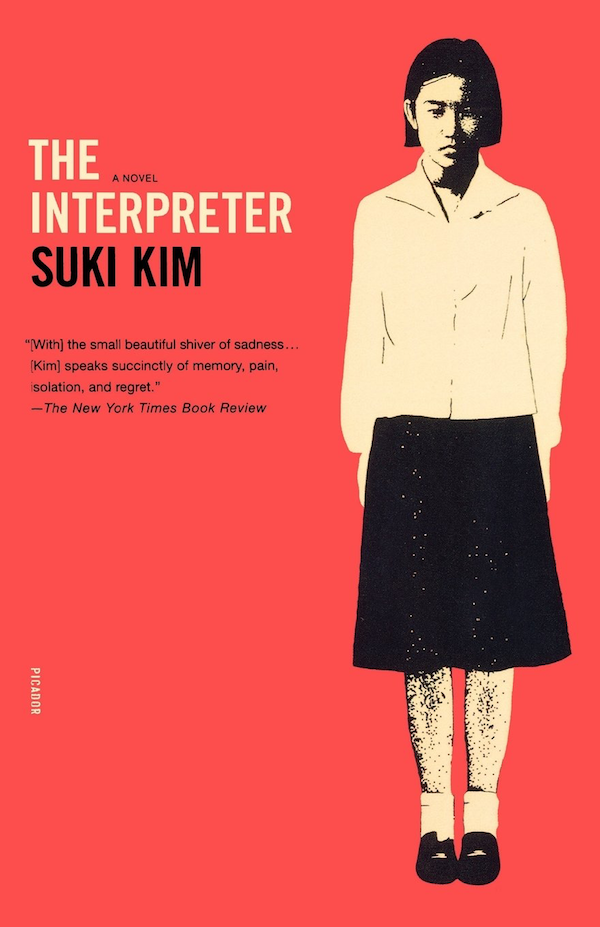 THE
A NOVEL
INTERPRETER
SUKI KIM
“[With] the small beautiful shiver of sadness...
[Kim] speaks succinctly of memory, pain,
isolation, and regret.”
—The New York Times Book Review
PICADOR